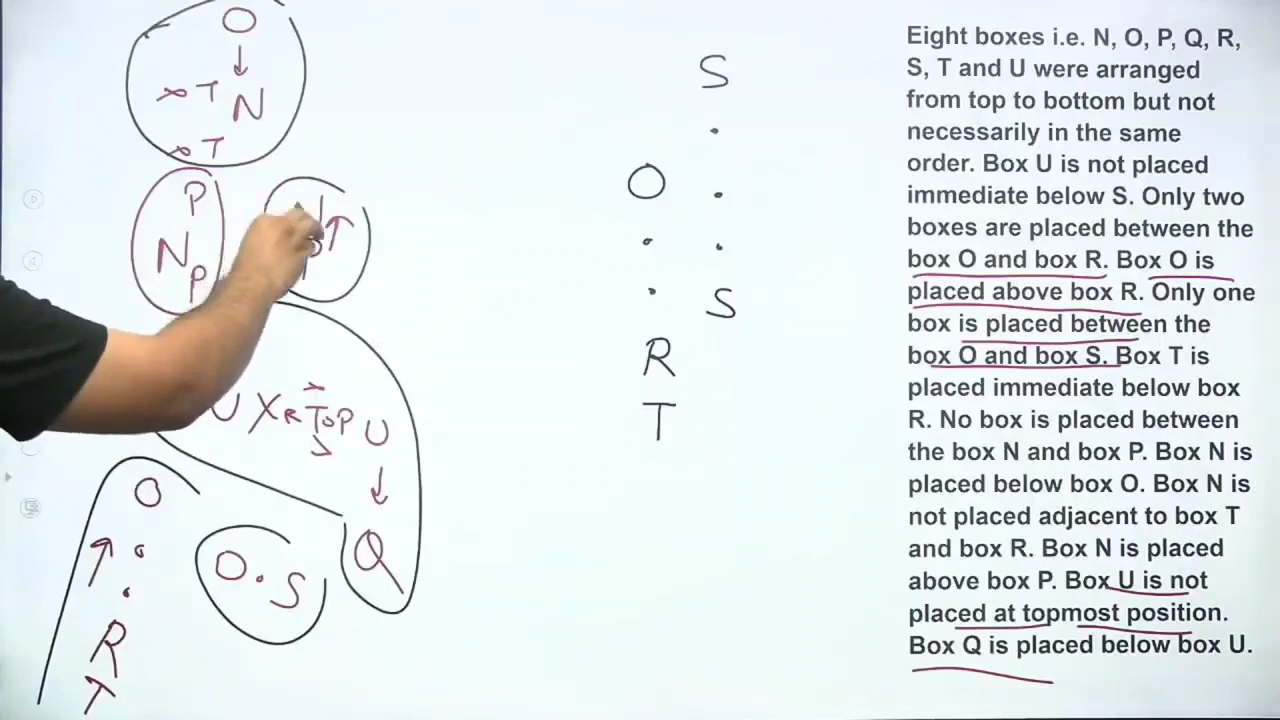 O
↓
× T N
× T
P
N
P
↑
P
U × R TOP U
↓
Q
O
↑ .
.
R
T
O . S
S
.
O .
. .
. S
R
T
Eight boxes i.e. N, O, P, Q, R,
S, T and U were arranged
from top to bottom but not
necessarily in the same
order. Box U is not placed
immediate below S. Only two
boxes are placed between the
box O and box R. Box O is
placed above box R. Only one
box is placed between the
box O and box S. Box T is
placed immediate below box
R. No box is placed between
the box N and box P. Box N is
placed below box O. Box N is
not placed adjacent to box T
and box R. Box N is placed
above box P. Box U is not
placed at topmost position.
Box Q is placed below box U.